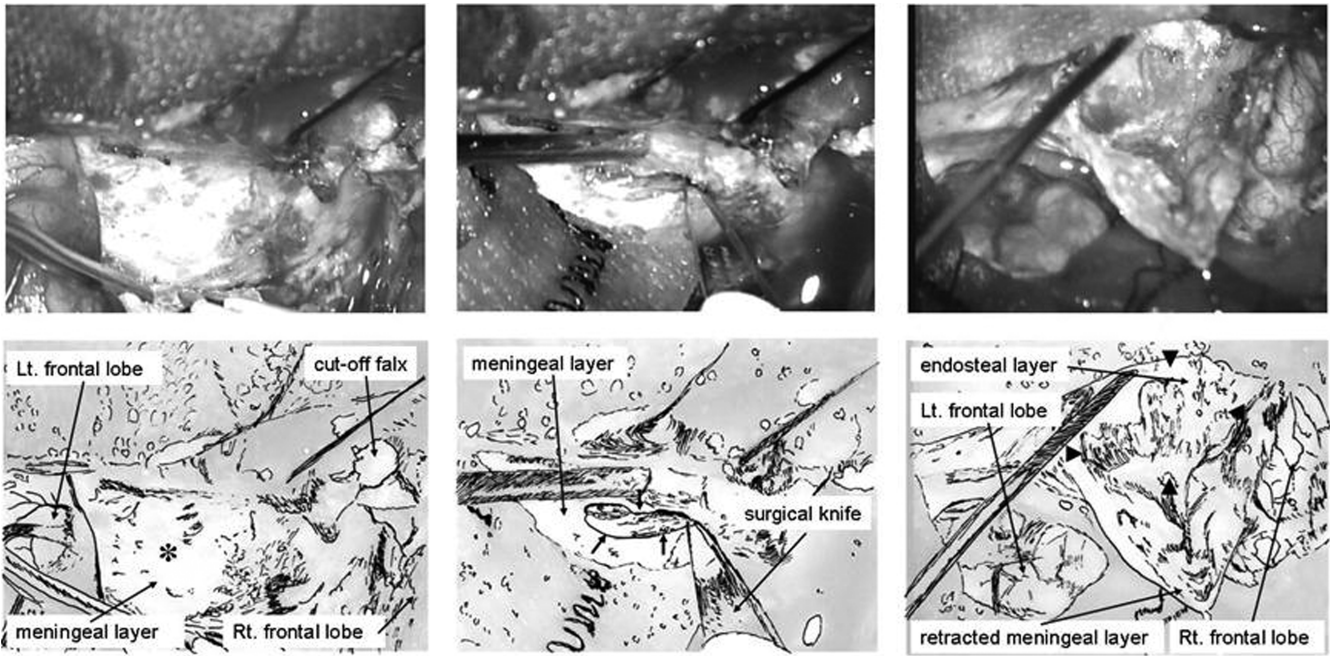 Lt. frontal lobe
cut-off falx
*
meningeal layer
Rt. frontal lobe
meningeal layer
surgical knife
endosteal layer
Lt. frontal lobe
retracted meningeal layer
Rt. frontal lobe